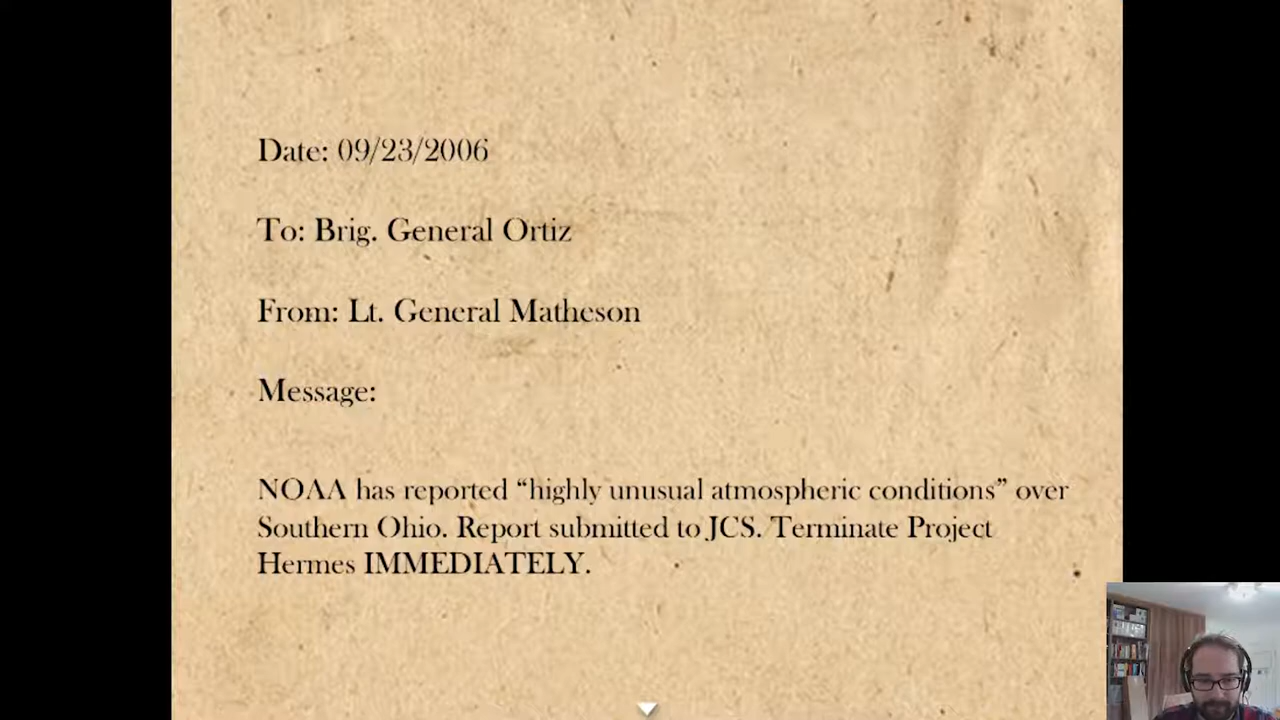 Date: 09/23/2006
To: Brig. General Ortiz
From: Lt. General Matheson
Message:
NOAA has reported “highly unusual atmospheric conditions” over
Southern Ohio. Report submitted to JCS. Terminate Project
Hermes IMMEDIATELY.